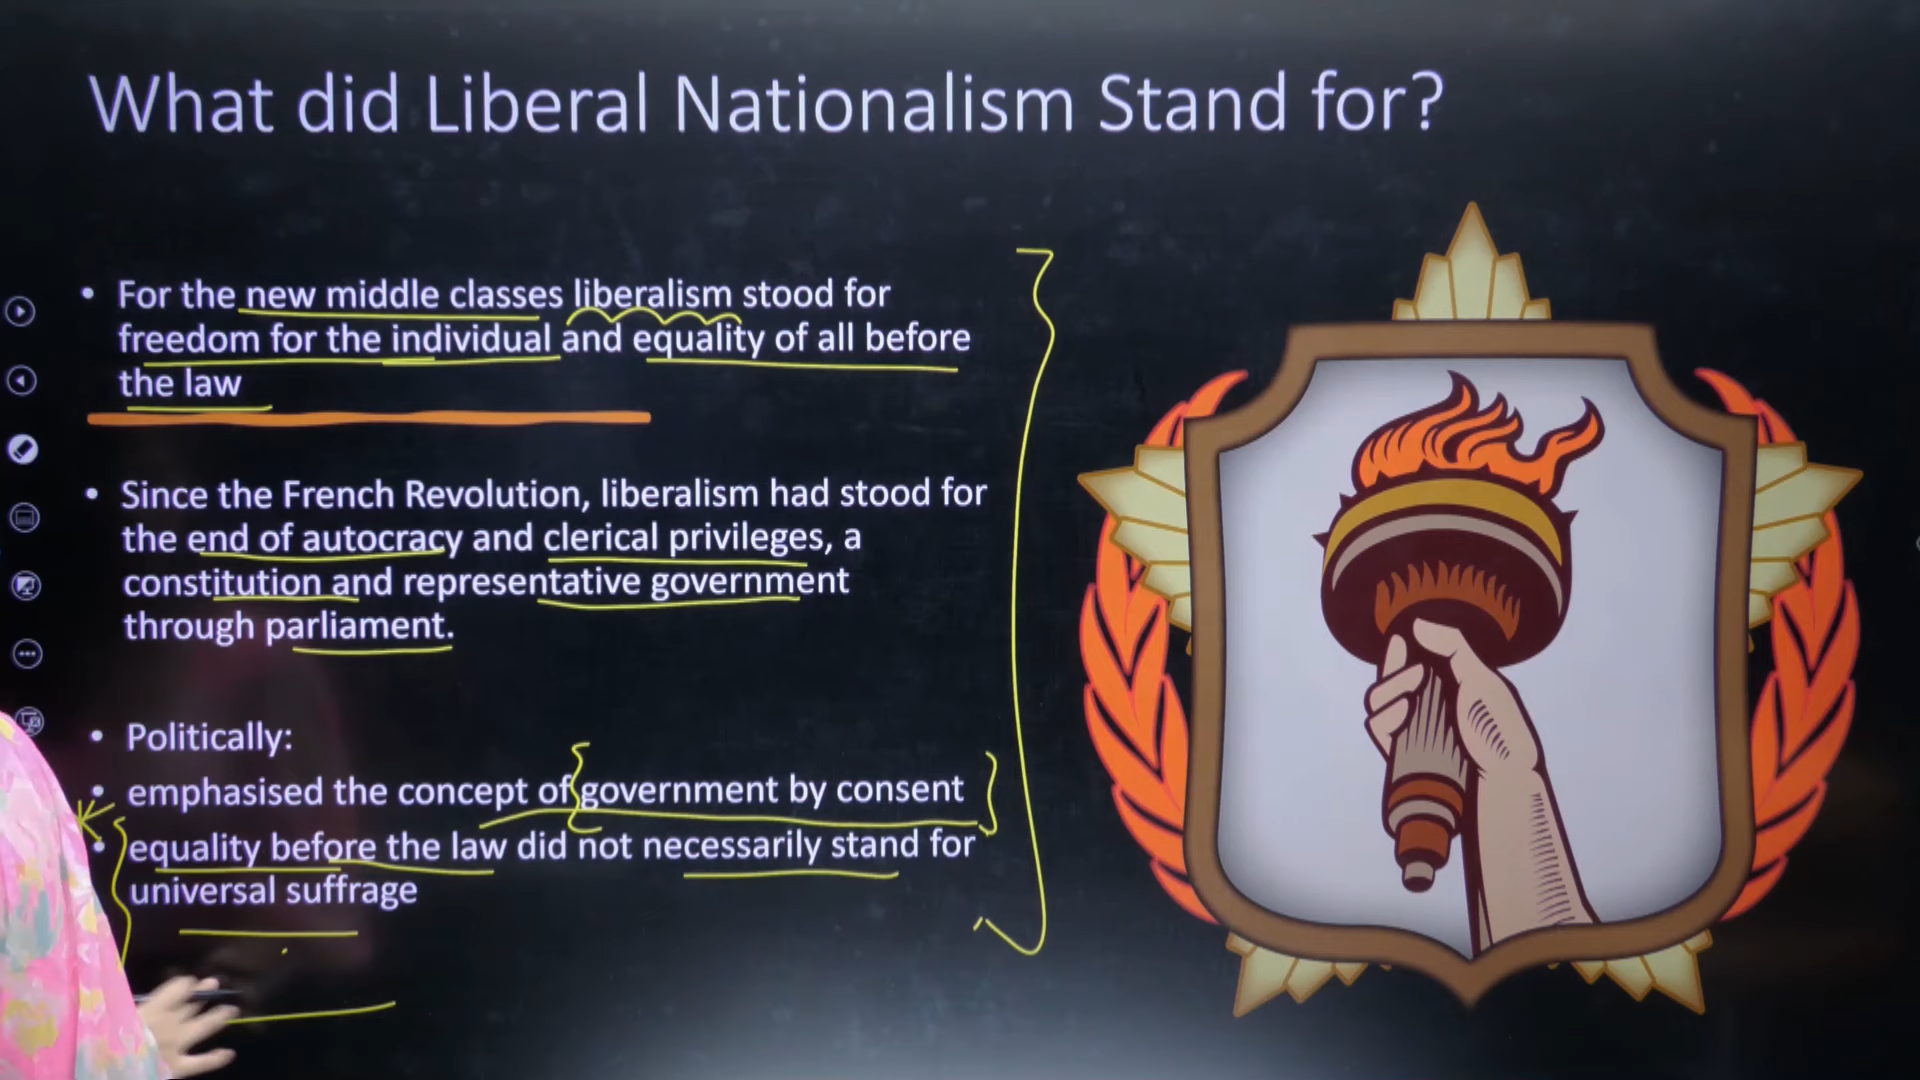 What did Liberal Nationalism Stand for?
• For the new middle classes liberalism stood for
freedom for the individual and equality of all before
the law
• Since the French Revolution, liberalism had stood for
the end of autocracy and clerical privileges, a
constitution and representative government
through parliament.
• Politically:
• emphasised the concept of government by consent
• equality before the law did not necessarily stand for
universal suffrage